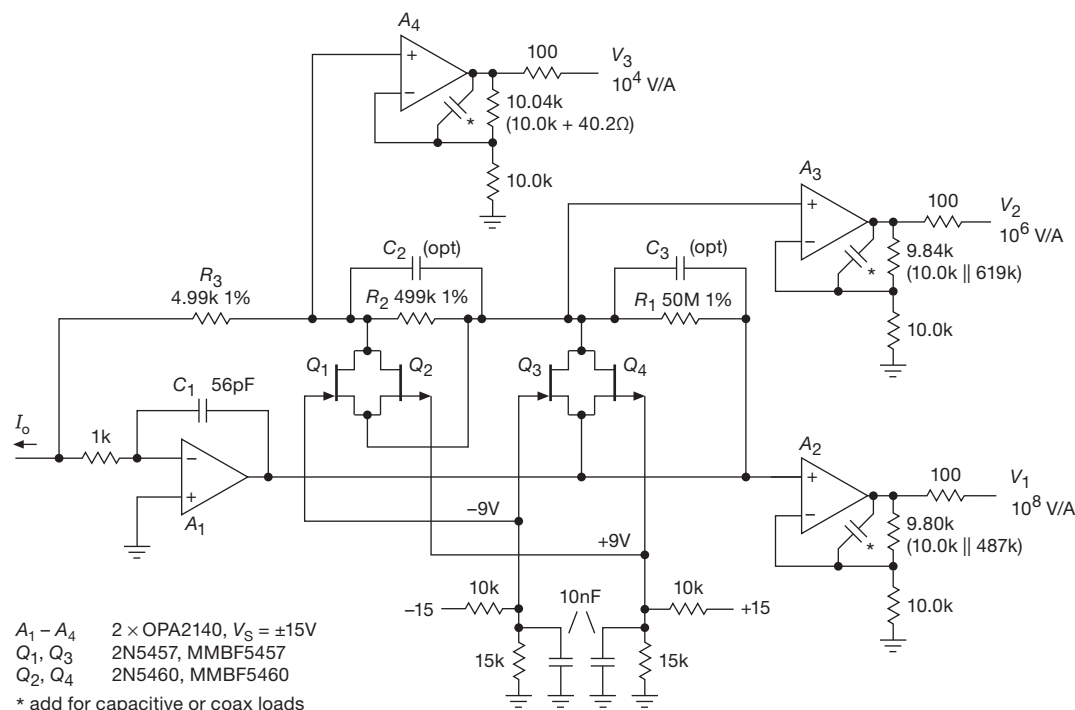 A4
+
−
100
V3
10^4 V/A
10.04k
(10.0k + 40.2Ω)
*
10.0k
A3
+
−
100
V2
10^6 V/A
9.84k
(10.0k || 619k)
*
10.0k
C2 (opt)
C3 (opt)
R3
4.99k 1%
R2 499k 1%
R1 50M 1%
Q1
Q2
Q3
Q4
C1 56pF
Io
1k
−
+
A1
A2
+
−
100
V1
10^8 V/A
9.80k
(10.0k || 487k)
*
10.0k
−9V
+9V
10k
10nF
10k
−15
+15
15k
15k
A1 – A4 2 × OPA2140, VS = ±15V
Q1, Q3 2N5457, MMBF5457
Q2, Q4 2N5460, MMBF5460
* add for capacitive or coax loads